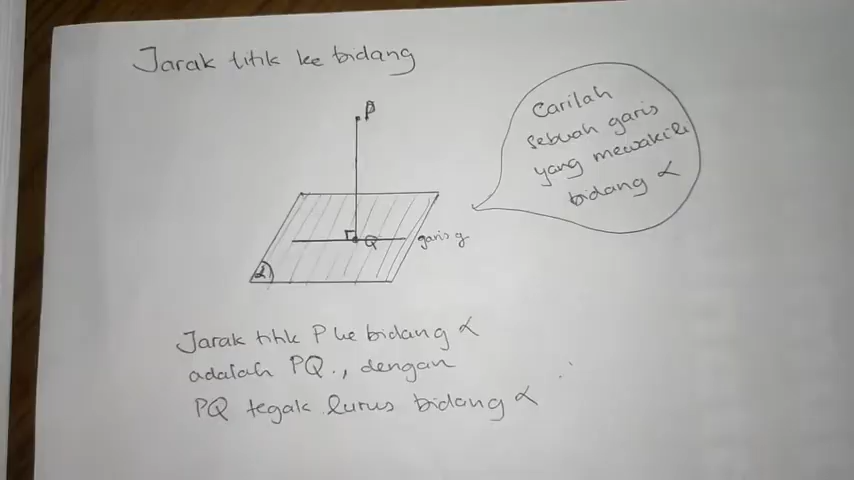 Jarak titik ke bidang
P
Carilah
sebuah garis
yang mewakili
bidang α
Q
garis g
α
Jarak titik P ke bidang α
adalah PQ., dengan
PQ tegak lurus bidang α